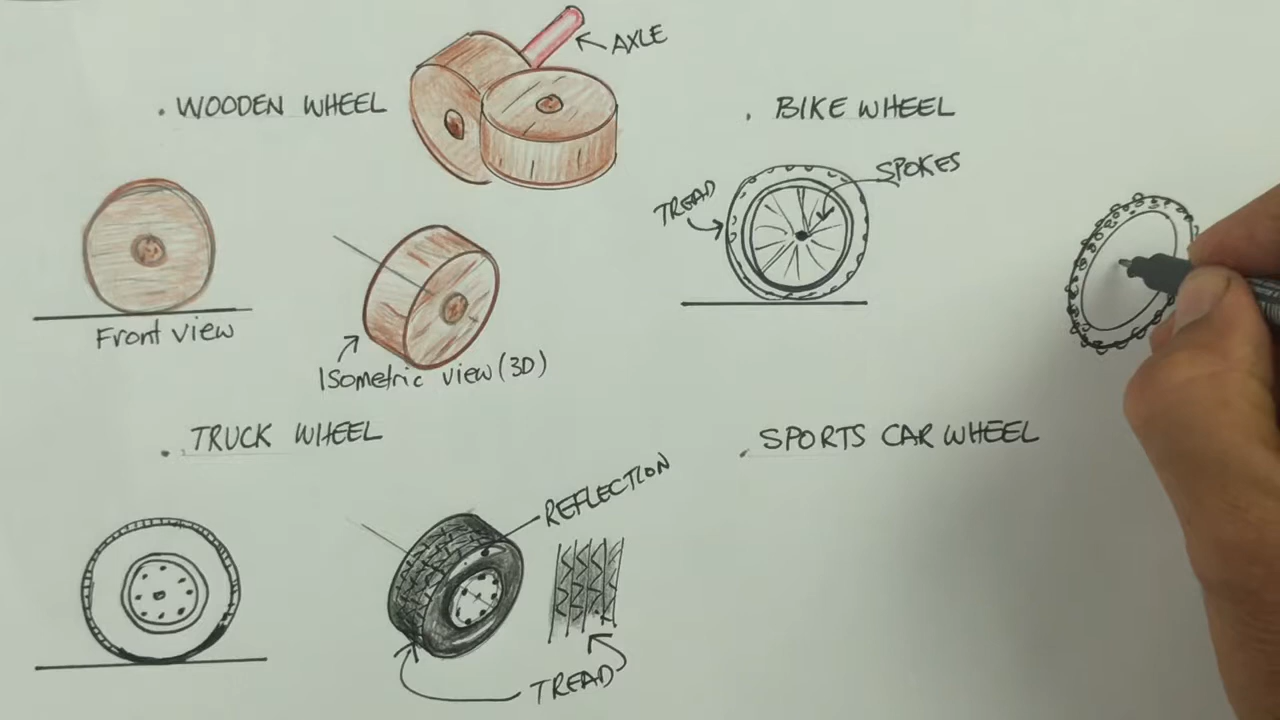 AXLE
. WOODEN WHEEL
. BIKE WHEEL
SPOKES
TREAD
Front view
Isometric view (3D)
. TRUCK WHEEL
. SPORTS CAR WHEEL
REFLECTION
TREAD